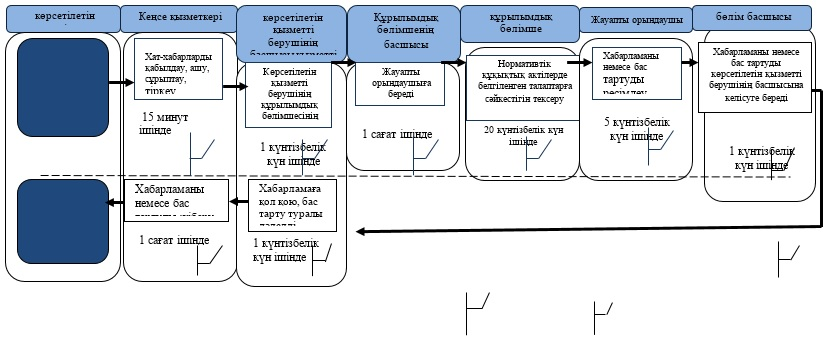 көрсетілетін
Кеңсе қызметкері
көрсетілетін
қызметті
берушінің
Құрылымдық
бөлімшенің
басшысы
құрылымдық
бөлімше
Жауапты орындаушы
бөлім басшысы
Хат-хабарларды
қабылдау, ашу,
сұрыптау,
тіркеу
15 минут
ішінде
Көрсетілетін
қызметті
берушінің
құрылымдық
бөлімшесінің
1 күнтізбелік
күн ішінде
Жауапты
орындаушыға
береді
1 сағат ішінде
Нормативтік
құқықтық актілерде
белгіленген талаптарға
сәйкестігін тексеру
20 күнтізбелік күн
ішінде
Хабарламаны
немесе бас
тартуды
ресімдеу
5 күнтізбелік
күн ішінде
Хабарламаны немесе
бас тартуды
көрсетілетін қызметті
берушінің басшысына
келісуге береді
1 күнтізбелік
күн ішінде
Хабарламаны
немесе бас
1 сағат ішінде
Хабарламаға
қол қою, бас
тарту туралы
1 күнтізбелік
күн ішінде